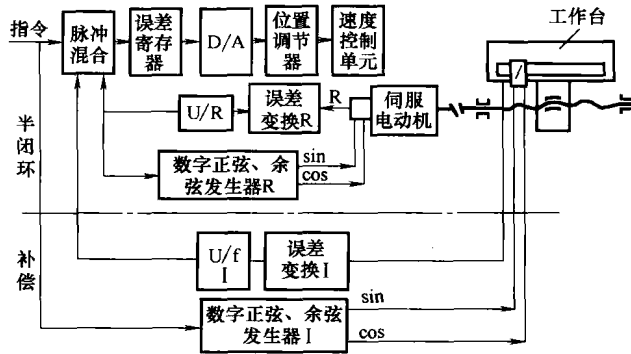 指令
脉冲
混合
误差
寄存
器
D/A
位置
调节
器
速度
控制
单元
工作台
U/R
误差
变换R
R
伺服
电动机
数字正弦、余
弦发生器R
sin
cos
半
闭
环
补
偿
U/f
I
误差
变换I
数字正弦、余弦
发生器I
sin
cos